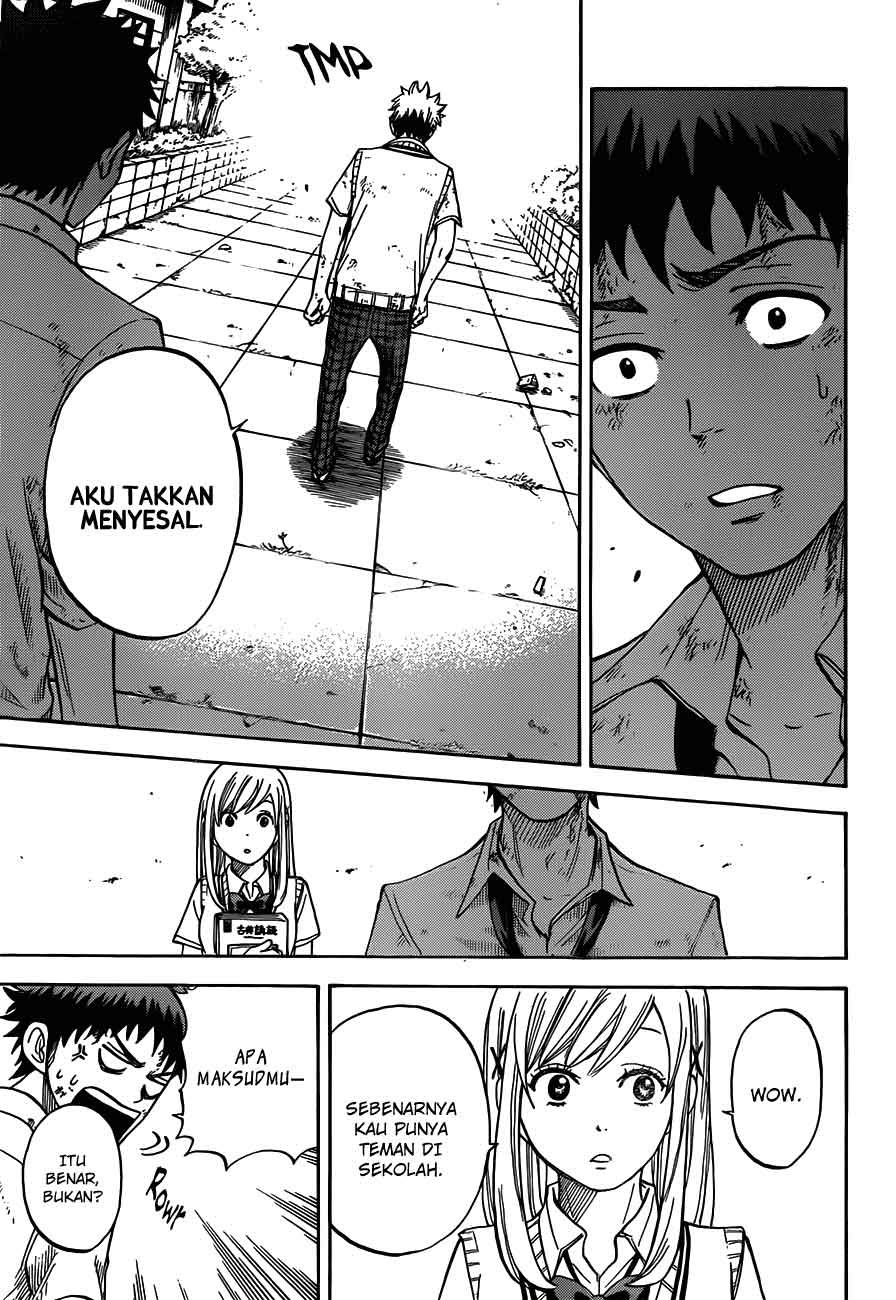 TMP
AKU TAKKAN
MENYESAL.
WOW.
SEBENARNYA
KAU PUNYA
TEMAN DI
SEKOLAH.
APA
MAKSUDMU–
ITU
BENAR,
BUKAN?
ROWR